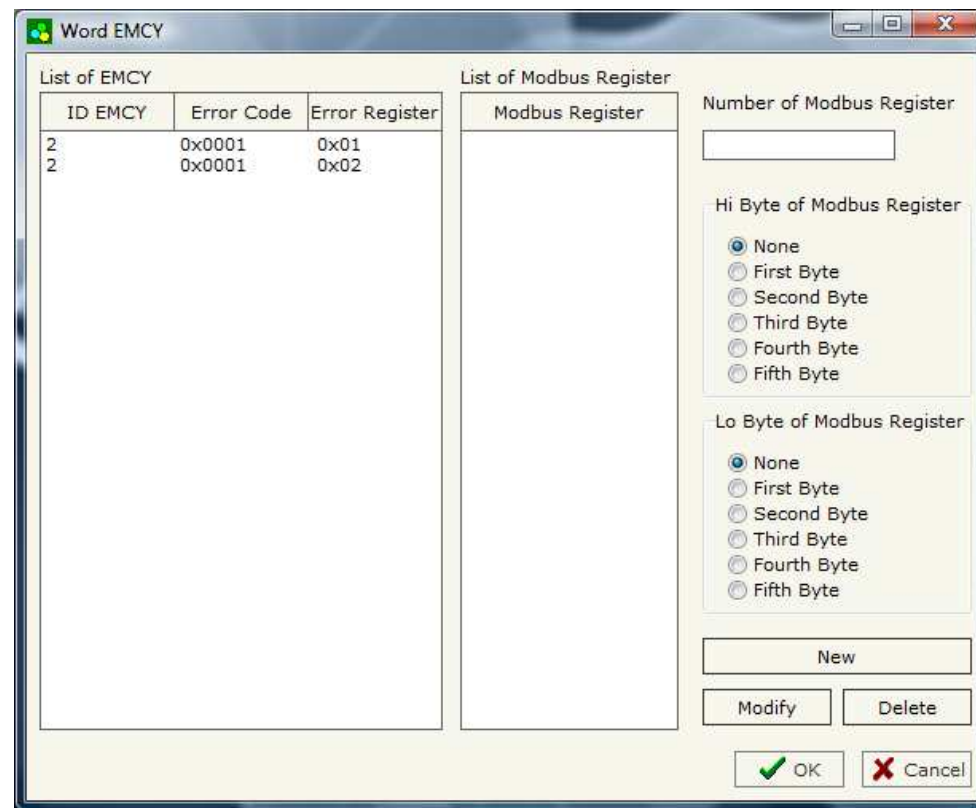 Word EMCY
List of EMCY
ID EMCY Error Code Error Register
2 0x0001 0x01
2 0x0001 0x02
List of Modbus Register
Modbus Register
Number of Modbus Register
Hi Byte of Modbus Register
None
First Byte
Second Byte
Third Byte
Fourth Byte
Fifth Byte
Lo Byte of Modbus Register
None
First Byte
Second Byte
Third Byte
Fourth Byte
Fifth Byte
New
Modify Delete
OK Cancel